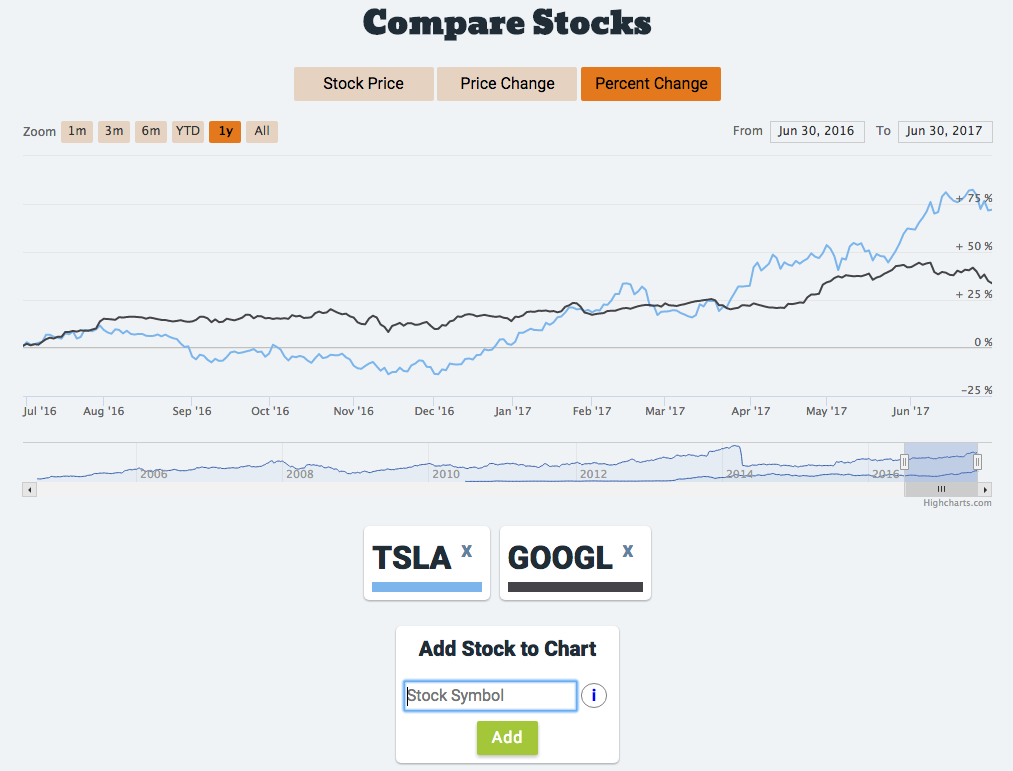 Compare Stocks
Stock Price Price Change Percent Change
Zoom 1m 3m 6m YTD 1y All From Jun 30, 2016 To Jun 30, 2017
+ 75 %
+ 50 %
+ 25 %
0 %
-25 %
Jul '16 Aug '16 Sep '16 Oct '16 Nov '16 Dec '16 Jan '17 Feb '17 Mar '17 Apr '17 May '17 Jun '17
2006 2008 2010 2012 2014 2016
Highcharts.com
TSLA x GOOGL x
Add Stock to Chart
Stock Symbol i
Add